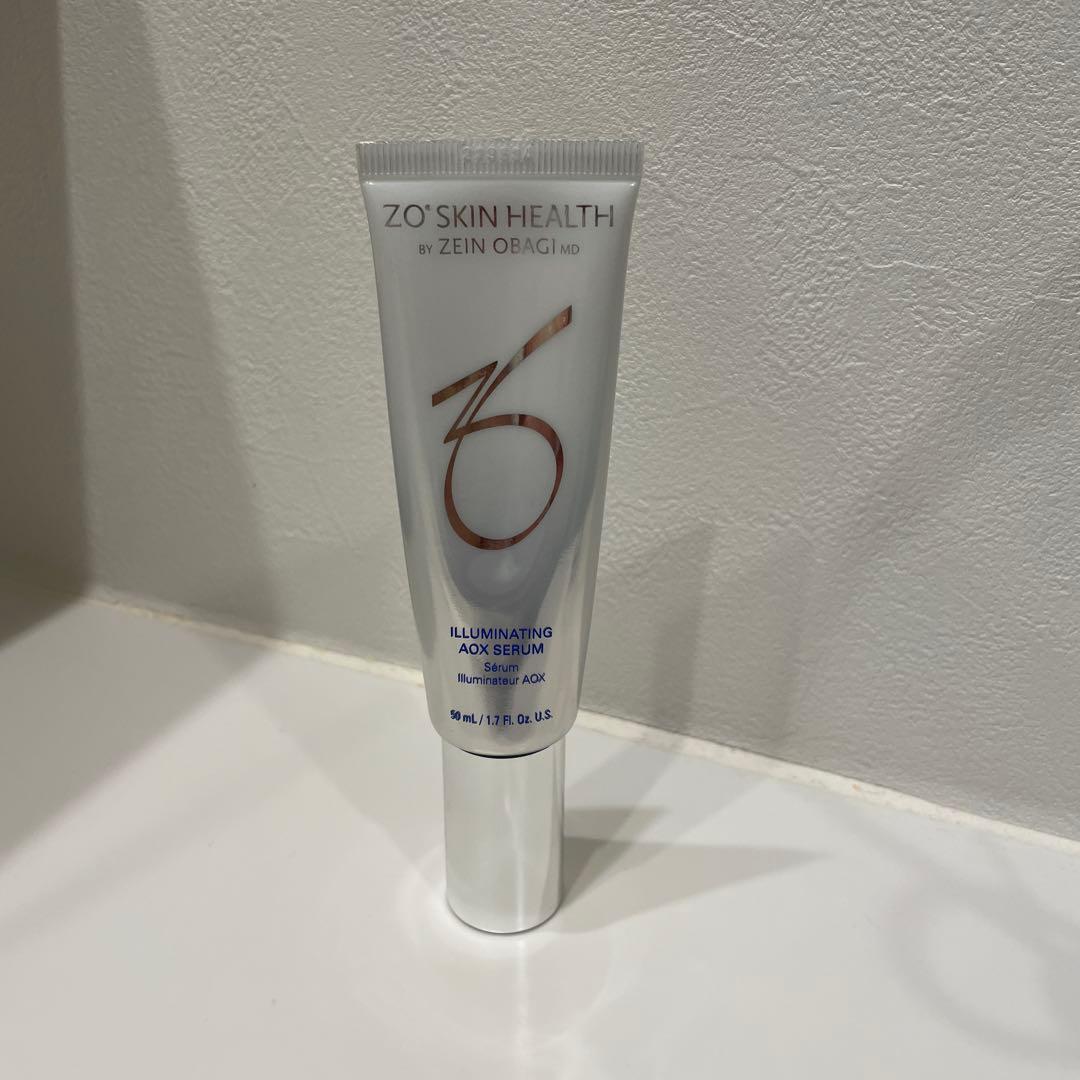 ZO® SKIN HEALTH
BY ZEIN OBAGI MD
ILLUMINATING
AOX SERUM
Sérum
Illuminateur AOX
50 mL / 1.7 Fl. Oz. U.S.